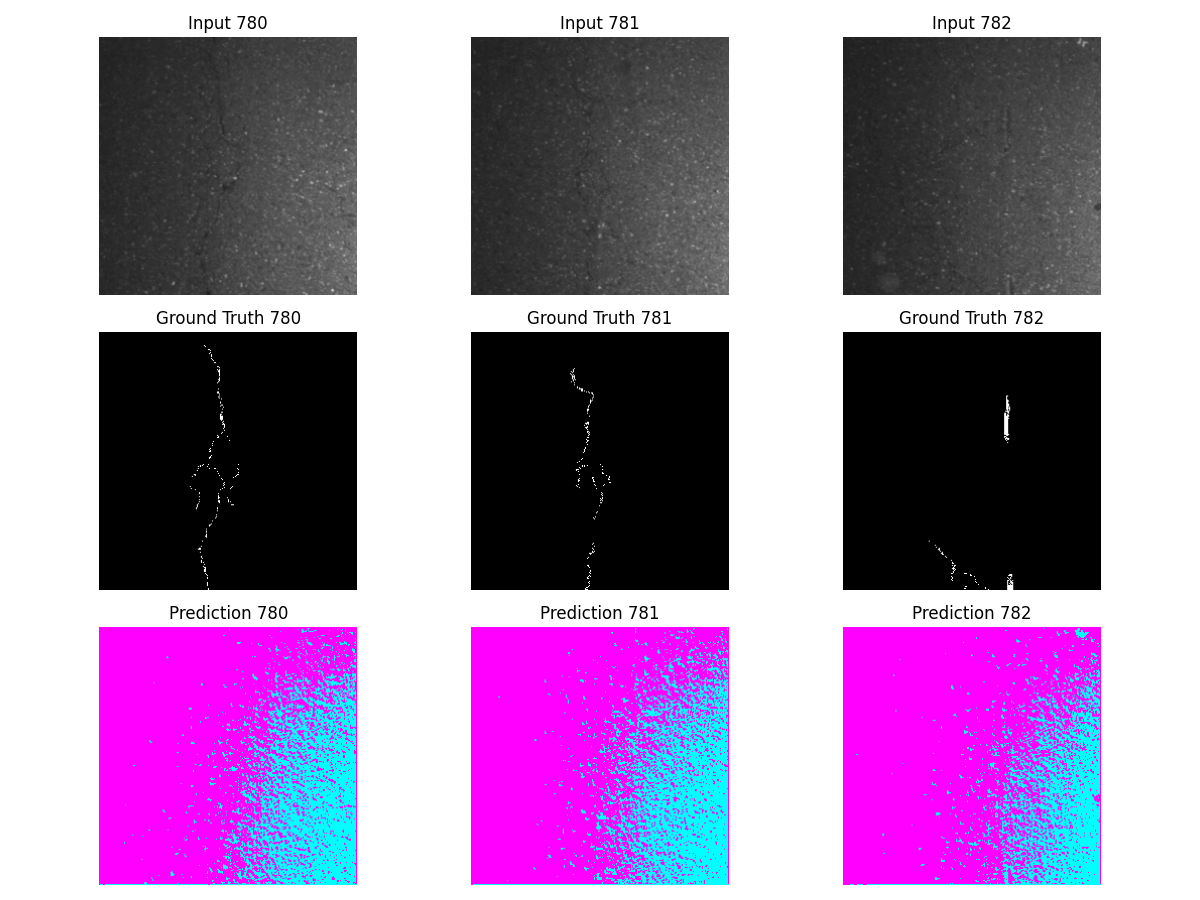 Input 780
Input 781
Input 782
Ground Truth 780
Ground Truth 781
Ground Truth 782
Prediction 780
Prediction 781
Prediction 782